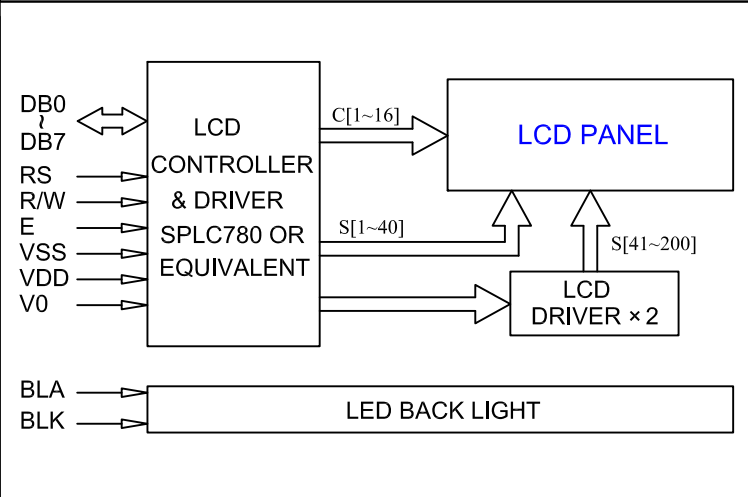 DB0
~
DB7
RS
R/W
E
VSS
VDD
V0
LCD
CONTROLLER
& DRIVER
SPLC780 OR
EQUIVALENT
C[1~16]
S[1~40]
LCD PANEL
S[41~200]
LCD
DRIVER × 2
BLA
BLK
LED BACK LIGHT